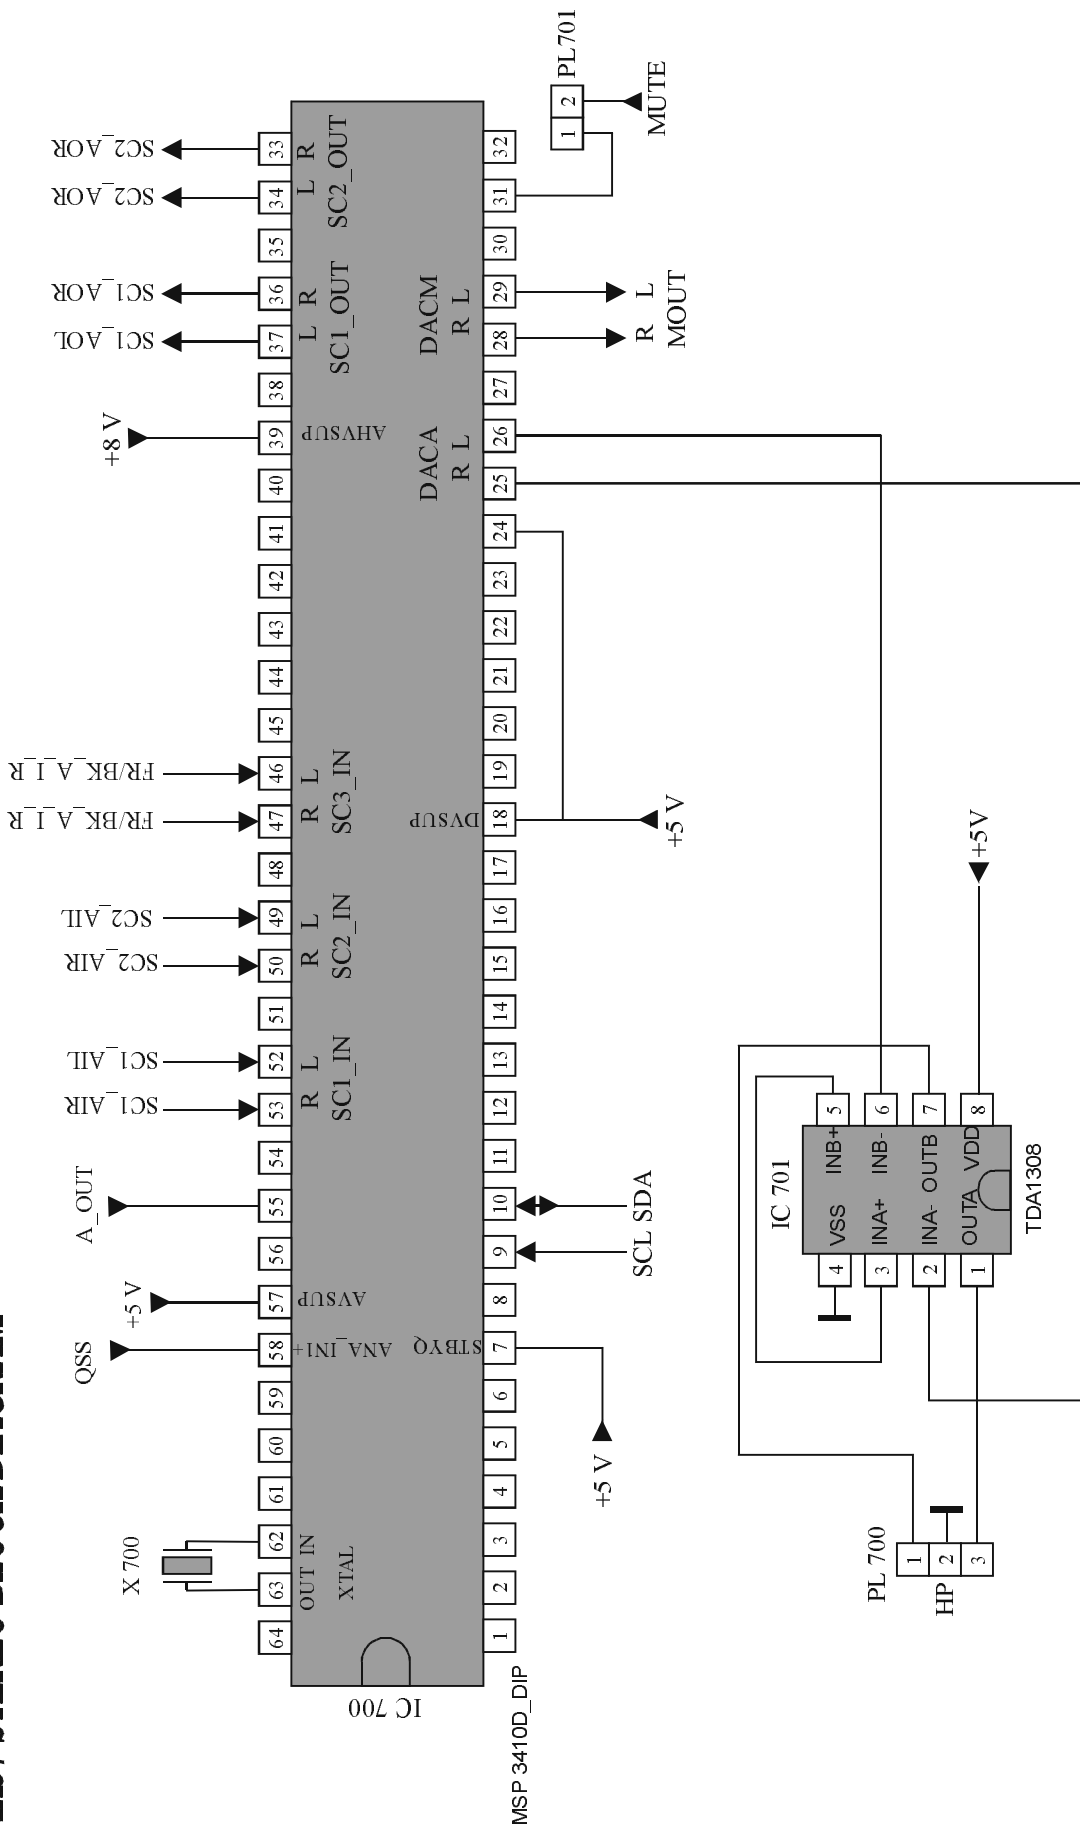 SC2_AOR
SC2_AOR
SC1_AOR
SC1_AOL
+8 V
FR/BK_A_I_R
FR/BK_A_I_R
SC2_AIL
SC2_AIR
SC1_AIL
SC1_AIR
A_OUT
+5 V
QSS
X 700
33
34
35
36
37
38
39
40
41
42
43
44
45
46
47
48
49
50
51
52
53
54
55
56
57
58
59
60
61
62
63
64
L R
SC2_OUT
L R
SC1_OUT
AHVSUP
R L
SC3_IN
R L
SC2_IN
R L
SC1_IN
AVSUP
ANA_IN1+
OUT IN
XTAL
DACM
R L
DACA
R L
DVSUP
STBYQ
IC 700
MSP 3410D_DIP
32
31
30
29
28
27
26
25
24
23
22
21
20
19
18
17
16
15
14
13
12
11
10
9
8
7
6
5
4
3
2
1
PL701
1 2
MUTE
R L
MOUT
+5 V
SCL SDA
+5 V
+5V
IC 701
5
6
7
8
INB+
INB-
OUTB
VDD
VSS
INA+
INA-
OUTA
4
3
2
1
TDA1308
PL 700
1
2
3
HP